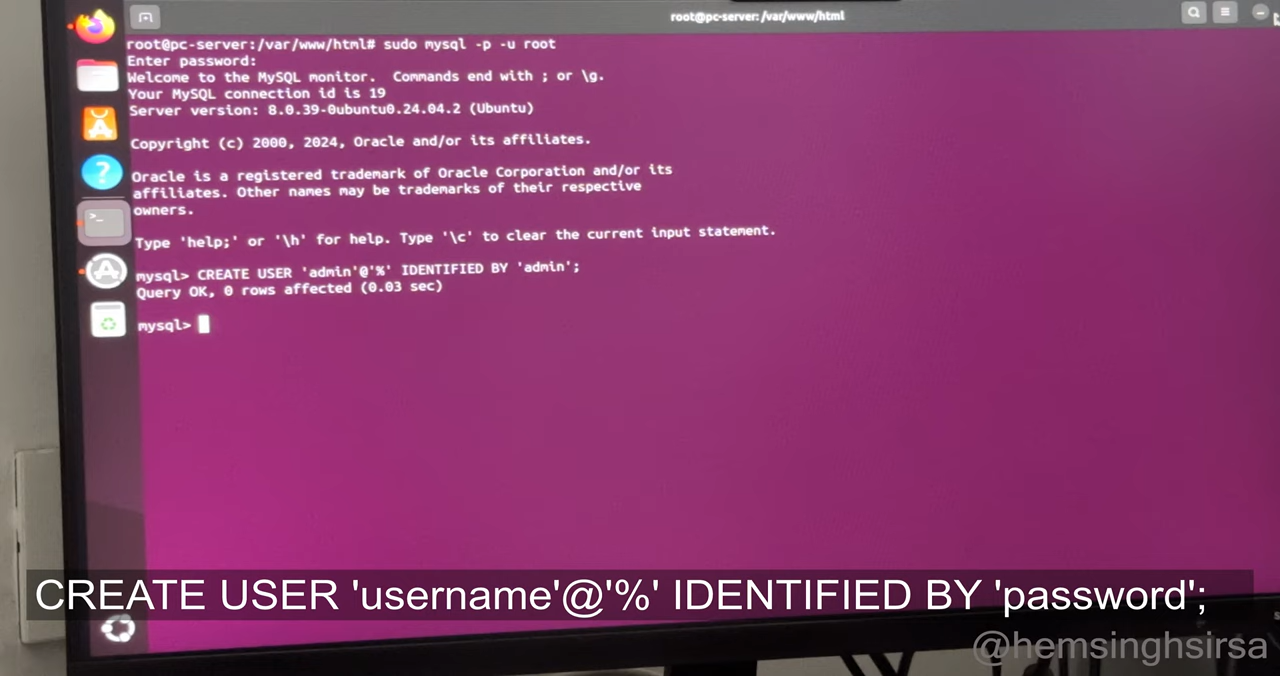 root@pc-server: /var/www/html
root@pc-server:/var/www/html# sudo mysql -p -u root
Enter password:
Welcome to the MySQL monitor.  Commands end with ; or \g.
Your MySQL connection id is 19
Server version: 8.0.39-0ubuntu0.24.04.2 (Ubuntu)
Copyright (c) 2000, 2024, Oracle and/or its affiliates.
Oracle is a registered trademark of Oracle Corporation and/or its
affiliates. Other names may be trademarks of their respective
owners.
Type 'help;' or '\h' for help. Type '\c' to clear the current input statement.
mysql> CREATE USER 'admin'@'%' IDENTIFIED BY 'admin';
Query OK, 0 rows affected (0.03 sec)
mysql>
CREATE USER 'username'@'%' IDENTIFIED BY 'password';
@hemsinghsirsa